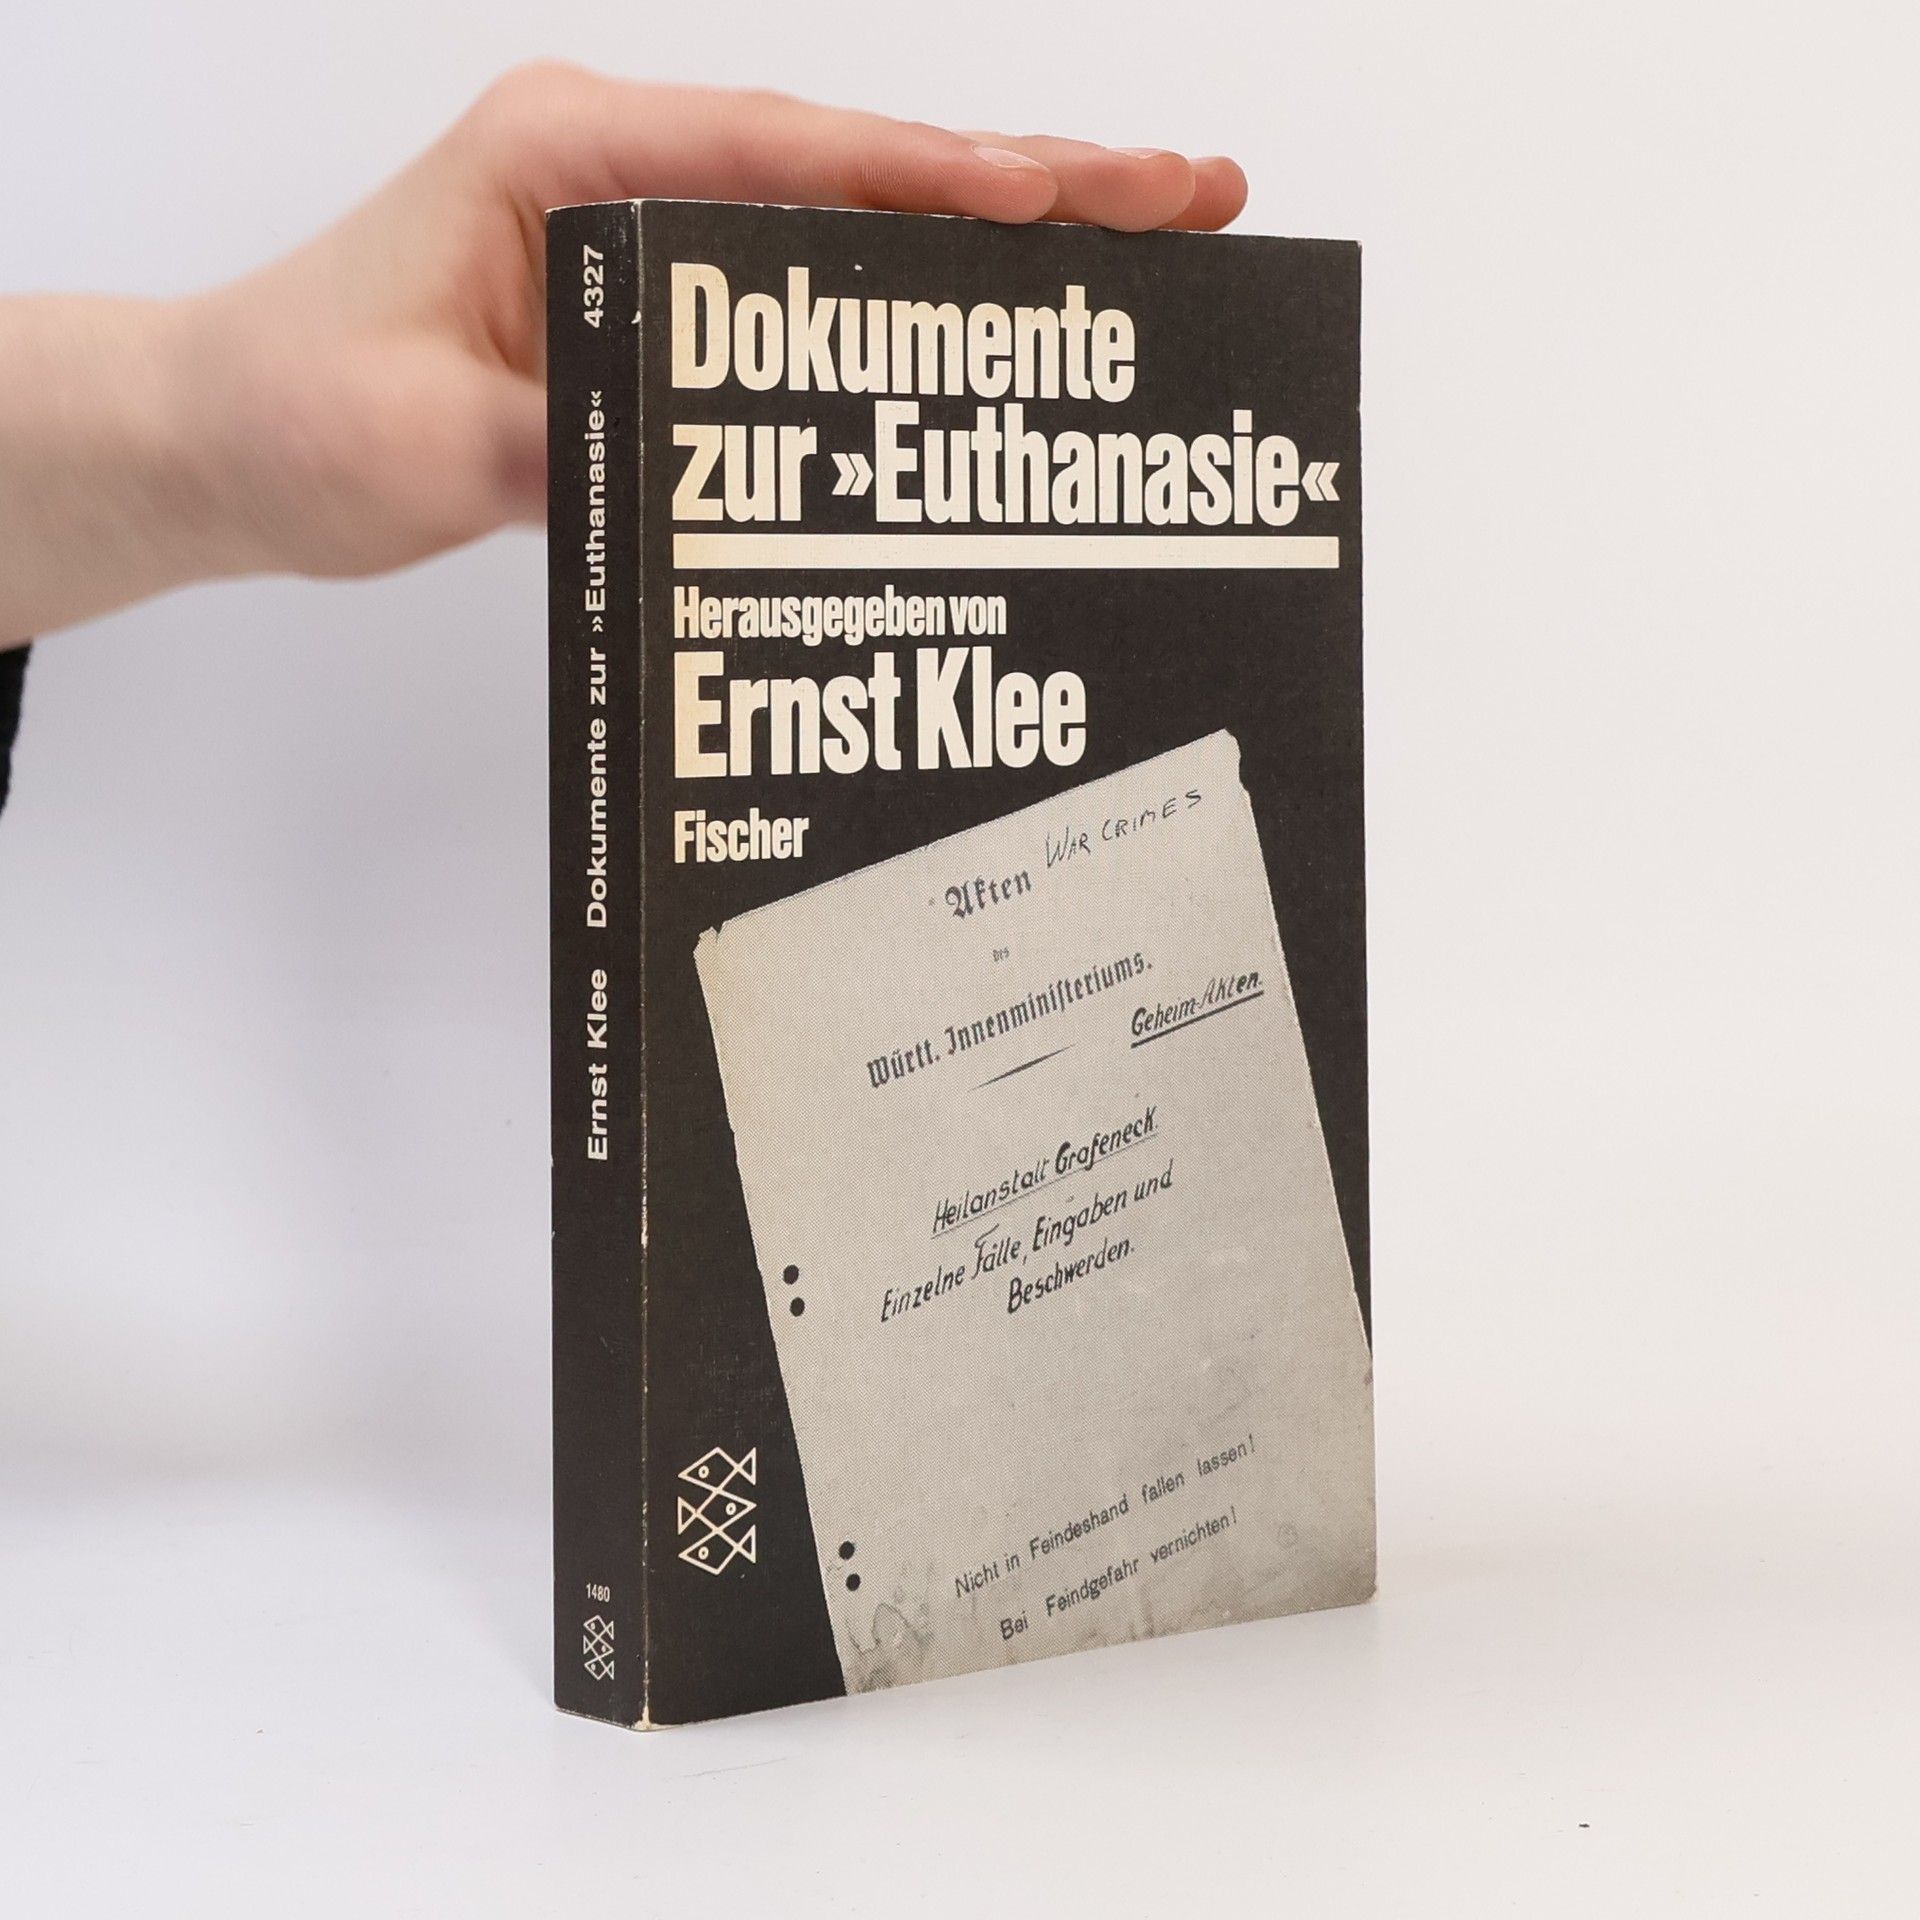 Ernst Klee Dokumente zur »Euthanasie« 4327
1480
Dokumente
zur »Euthanasie«
Herausgegeben von
Ernst Klee
Fischer
WAR CRIMES
Akten
des
Württ. Innenministeriums.
Geheim-Akten.
Heilanstalt Grafeneck.
Einzelne Fälle, Eingaben und
Beschwerden.
Nicht in Feindeshand fallen lassen!
Bei Feindgefahr vernichten!